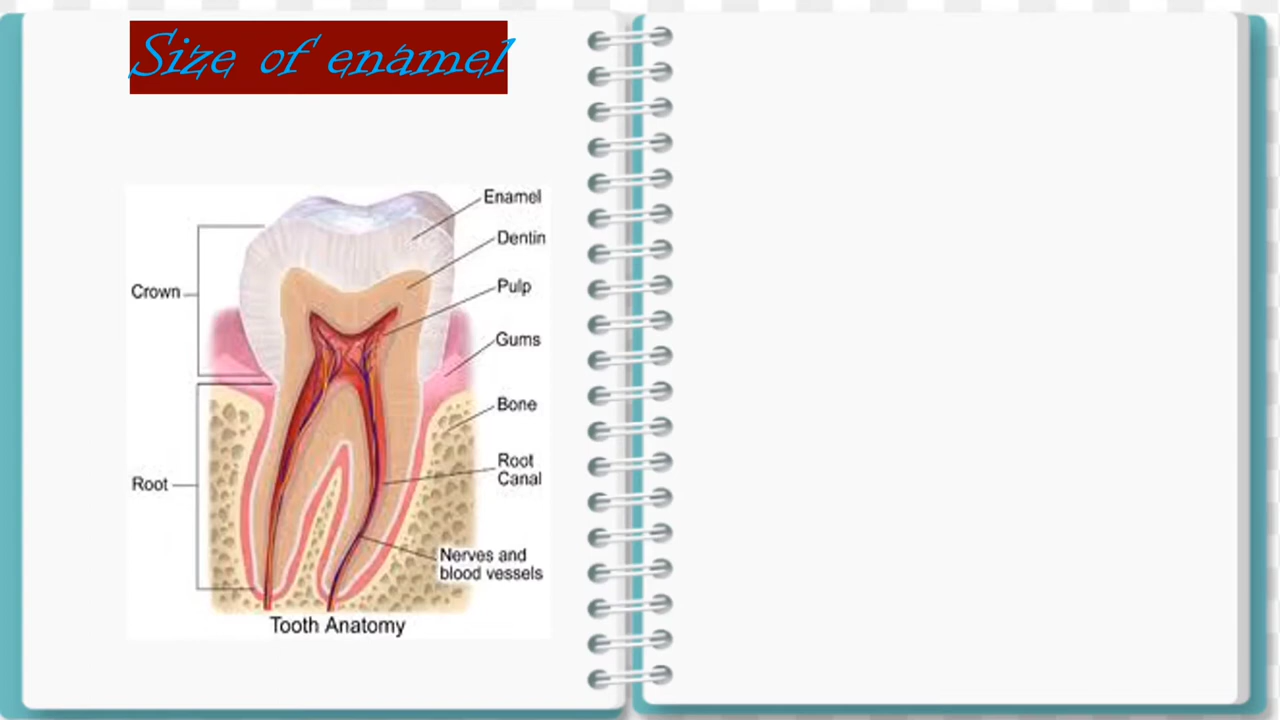 Size of enamel
Enamel
Dentin
Crown
Pulp
Gums
Bone
Root
Canal
Root
Nerves and
blood vessels
Tooth Anatomy